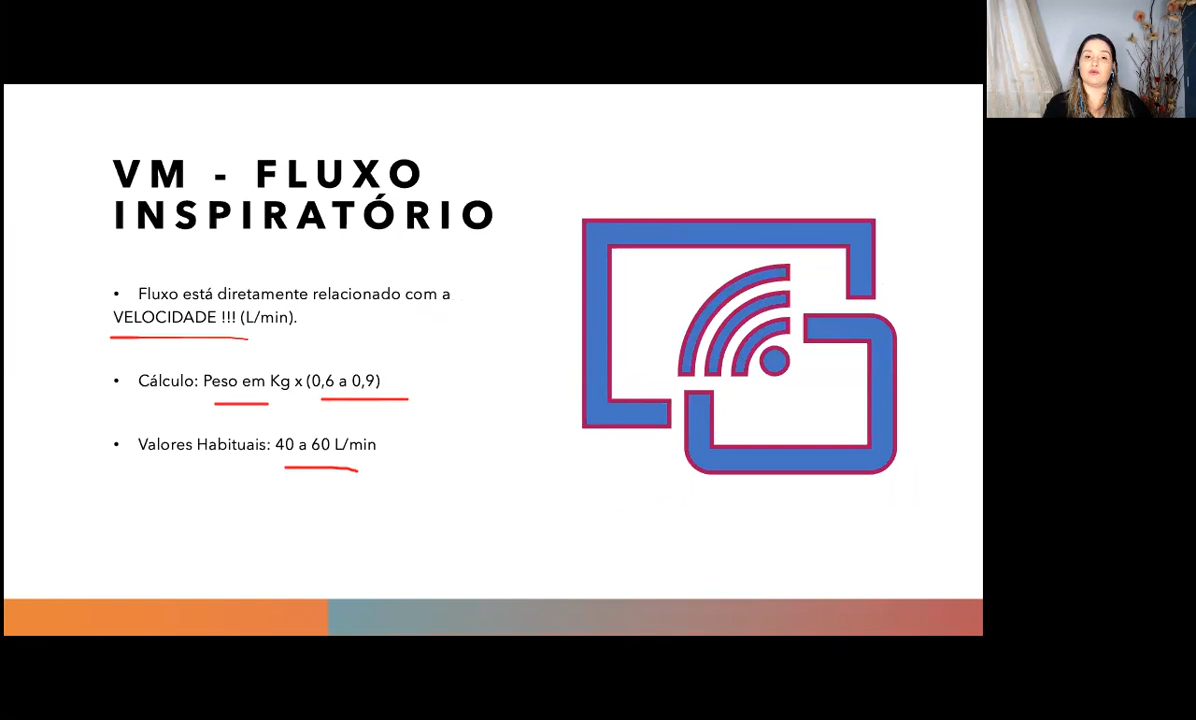 VM - FLUXO
INSPIRATÓRIO
• Fluxo está diretamente relacionado com a
VELOCIDADE !!! (L/min).
• Cálculo: Peso em Kg x (0,6 a 0,9)
• Valores Habituais: 40 a 60 L/min